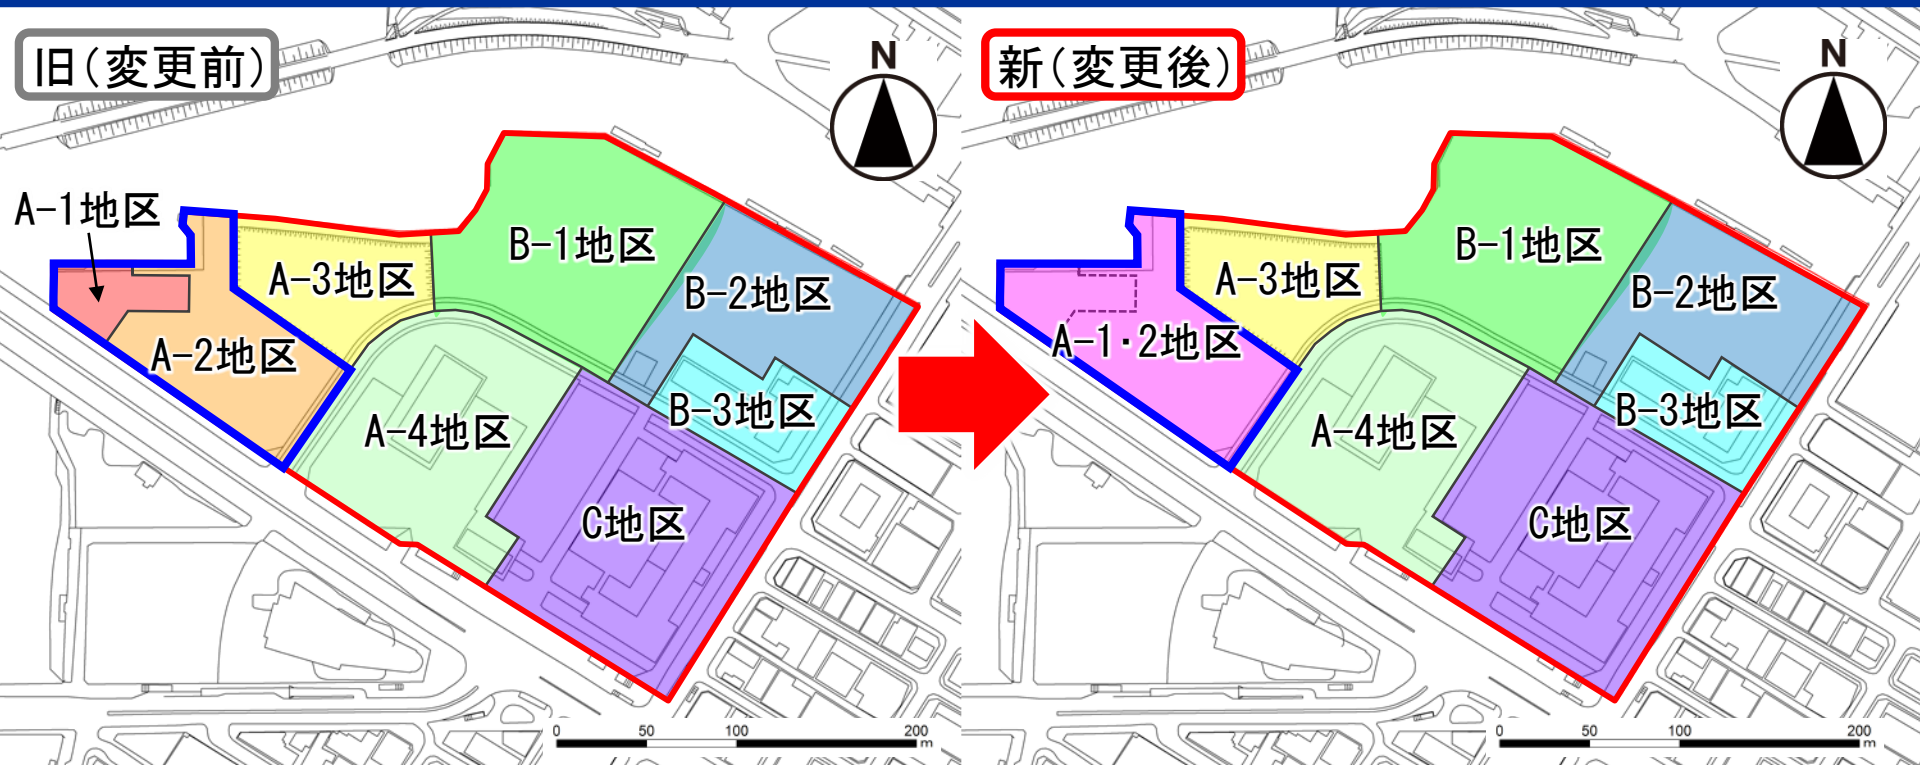 旧(変更前)
N
A-1地区
A-2地区
A-3地区
B-1地区
B-2地区
B-3地区
A-4地区
C地区
0 50 100 200
m
新(変更後)
N
A-1・2地区
A-3地区
B-1地区
B-2地区
B-3地区
A-4地区
C地区
0 50 100 200
m